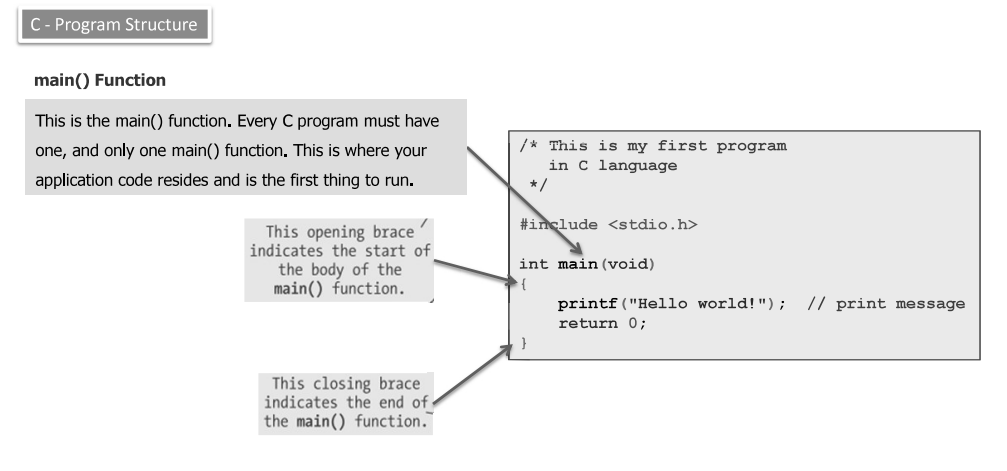 C - Program Structure
main() Function
This is the main() function. Every C program must have
one, and only one main() function. This is where your
application code resides and is the first thing to run.
This opening brace
indicates the start of
the body of the
main() function.
This closing brace
indicates the end of
the main() function.
/* This is my first program
   in C language
 */
#include <stdio.h>
int main(void)
{
    printf("Hello world!");  // print message
    return 0;
}